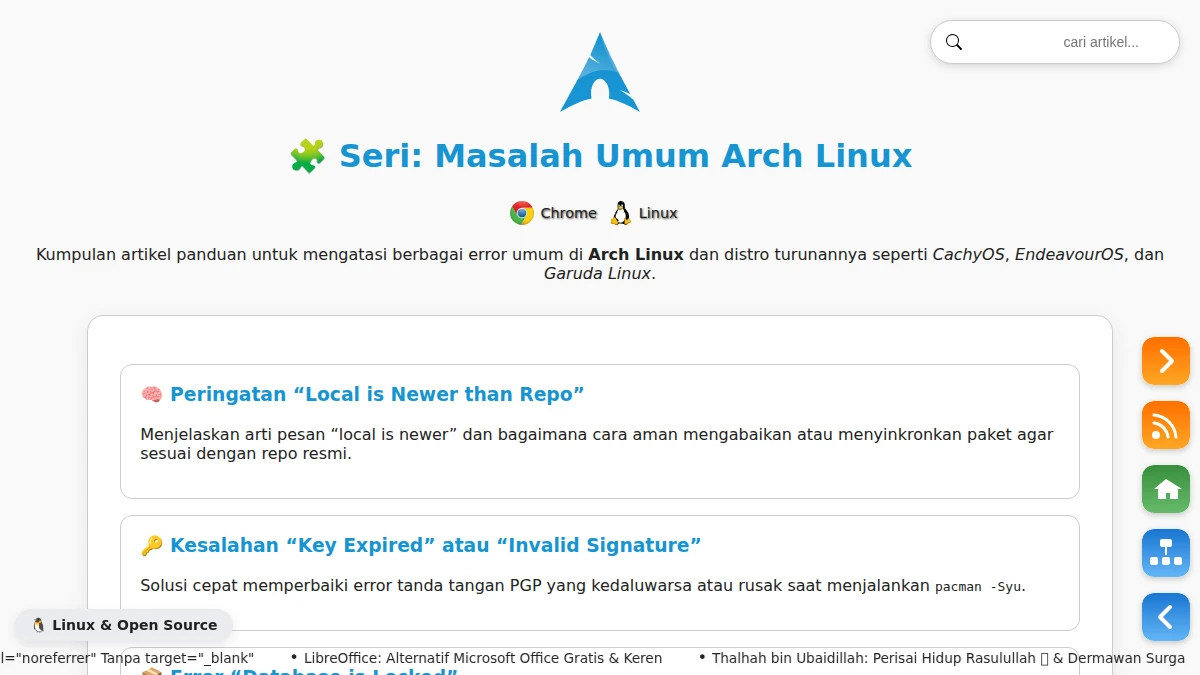 cari artikel...
Seri: Masalah Umum Arch Linux
Chrome Linux
Kumpulan artikel panduan untuk mengatasi berbagai error umum di Arch Linux dan distro turunannya seperti CachyOS, EndeavourOS, dan
Garuda Linux.
Peringatan “Local is Newer than Repo”
Menjelaskan arti pesan “local is newer” dan bagaimana cara aman mengabaikan atau menyinkronkan paket agar
sesuai dengan repo resmi.
Kesalahan “Key Expired” atau “Invalid Signature”
Solusi cepat memperbaiki error tanda tangan PGP yang kedaluwarsa atau rusak saat menjalankan pacman -Syu.
Linux & Open Source
l="noreferrer" Tanpa target="_blank" • LibreOffice: Alternatif Microsoft Office Gratis & Keren • Thalhah bin Ubaidillah: Perisai Hidup Rasulullah & Dermawan Surga
Error “Database is Locked”